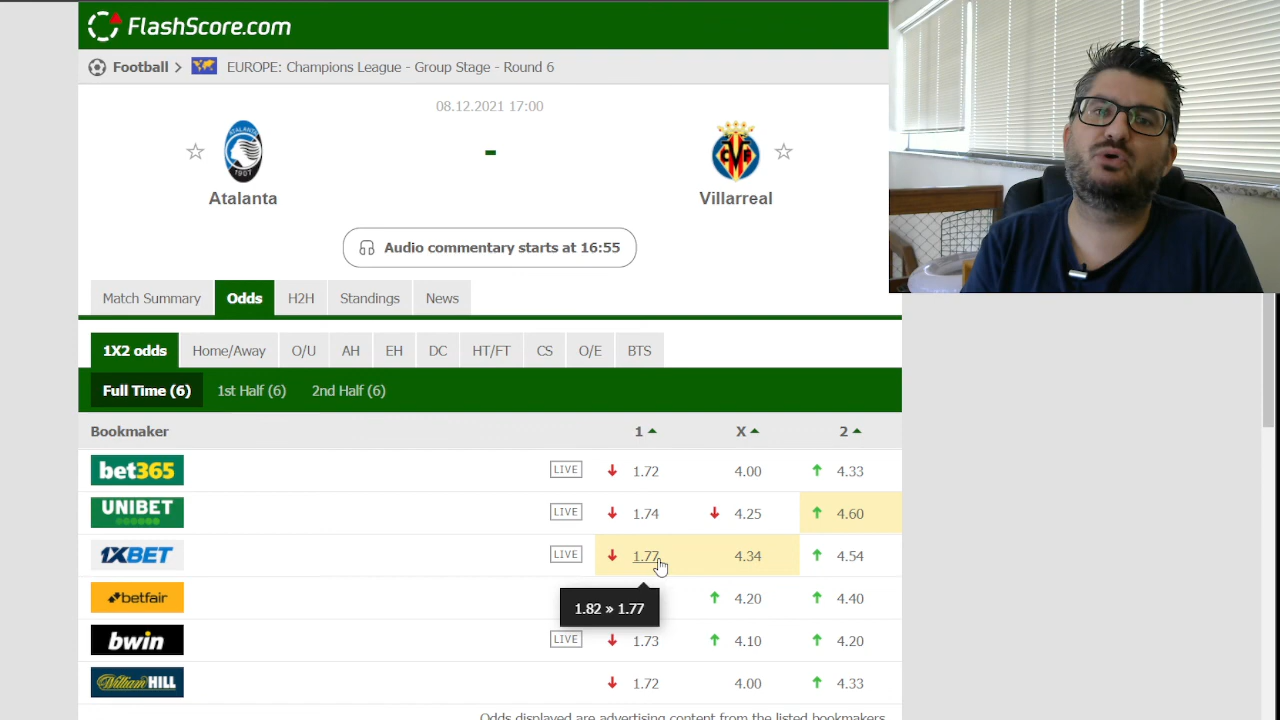 FlashScore.com
Football > EUROPE: Champions League - Group Stage - Round 6
08.12.2021 17:00
ATALANTA
1907
CVF
-
Atalanta Villarreal
Audio commentary starts at 16:55
Match Summary Odds H2H Standings News
1X2 odds Home/Away O/U AH EH DC HT/FT CS O/E BTS
Full Time (6) 1st Half (6) 2nd Half (6)
Bookmaker 1 X 2
bet365 LIVE 1.72 4.00 4.33
UNIBET LIVE 1.74 4.25 4.60
1XBET LIVE 1.77 4.34 4.54
betfair 4.20 4.40
1.82 » 1.77
bwin LIVE 1.73 4.10 4.20
William HILL 1.72 4.00 4.33
Odds displayed are advertising content from the listed bookmakers